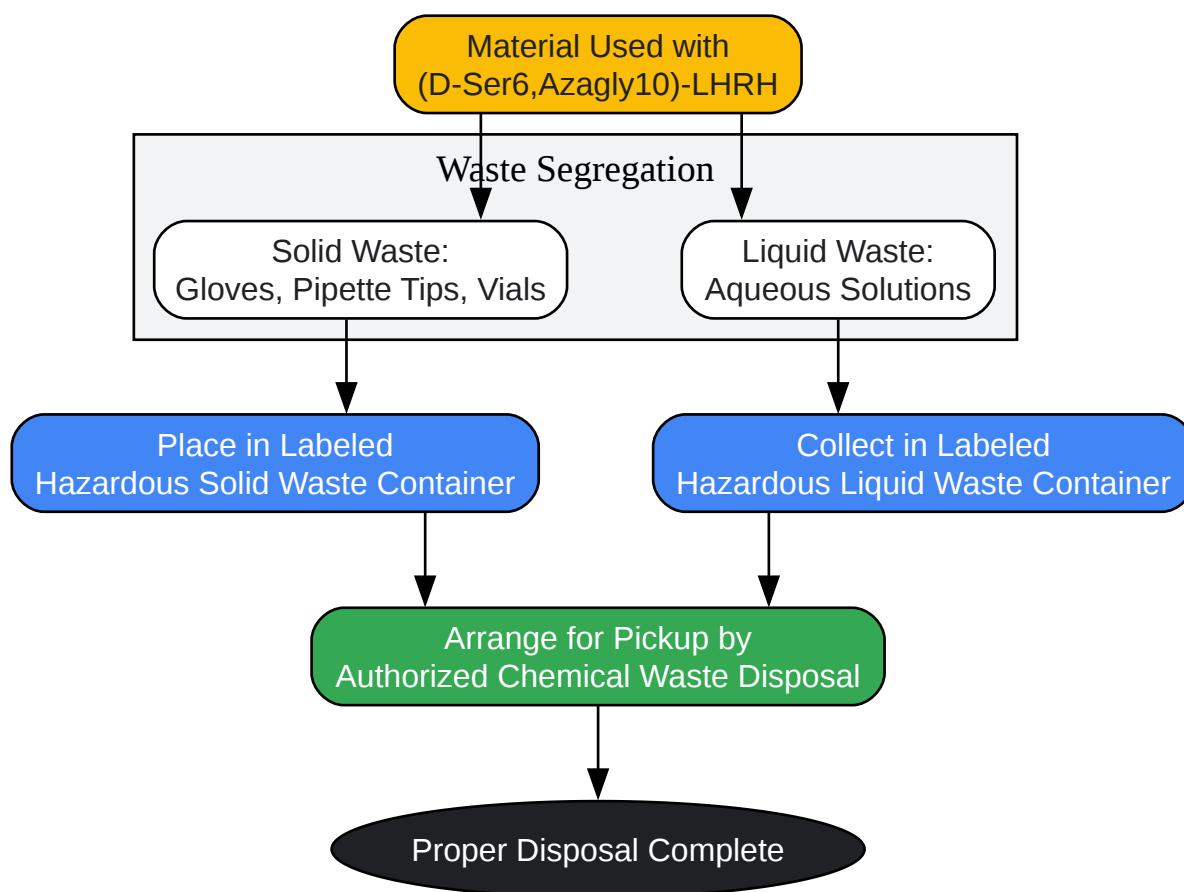 Material Used with
(D-Ser6,Azagly10)-LHRH
Waste Segregation
Solid Waste:
Gloves, Pipette Tips, Vials
Liquid Waste:
Aqueous Solutions
Place in Labeled
Hazardous Solid Waste Container
Collect in Labeled
Hazardous Liquid Waste Container
Arrange for Pickup by
Authorized Chemical Waste Disposal
Proper Disposal Complete